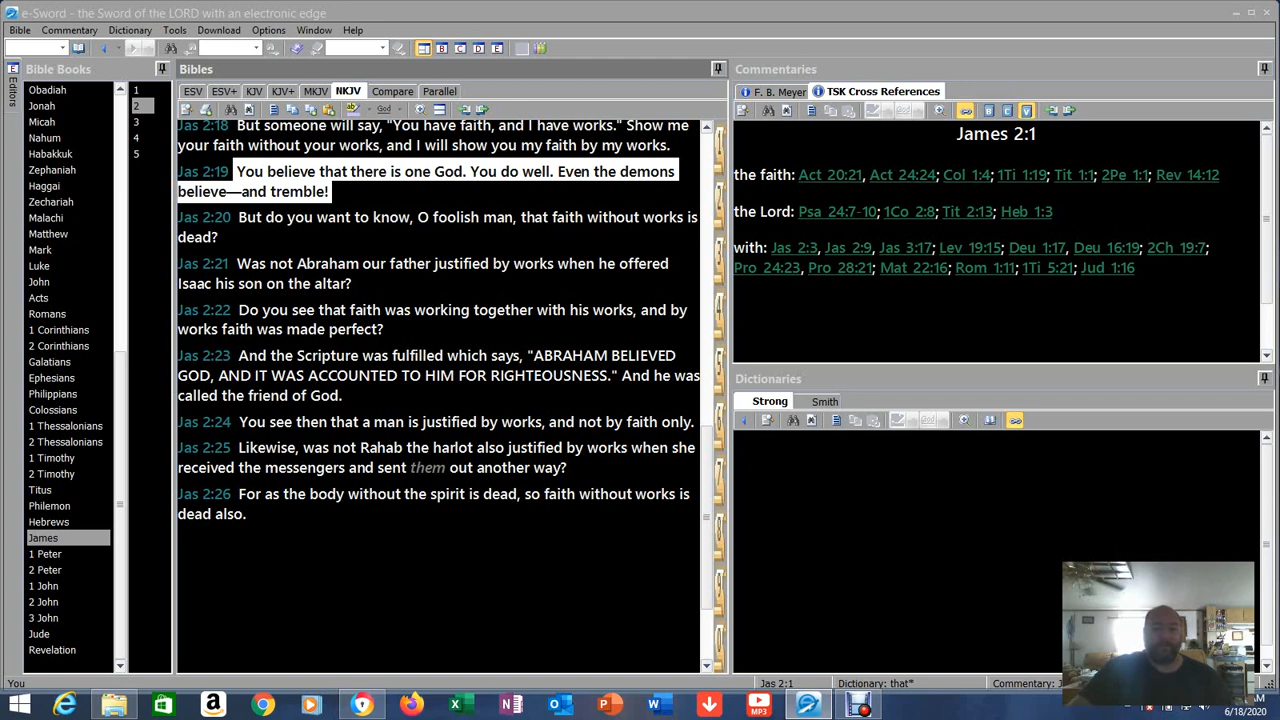 e-Sword - the Sword of the LORD with an electronic edge
Bible Commentary Dictionary Tools Download Options Window Help
B C D E
Editors
Bible Books
Obadiah
Jonah
Micah
Nahum
Habakkuk
Zephaniah
Haggai
Zechariah
Malachi
Matthew
Mark
Luke
John
Acts
Romans
1 Corinthians
2 Corinthians
Galatians
Ephesians
Philippians
Colossians
1 Thessalonians
2 Thessalonians
1 Timothy
2 Timothy
Titus
Philemon
Hebrews
James
1 Peter
2 Peter
1 John
2 John
3 John
Jude
Revelation
1
2
3
4
5
Bibles
ESV ESV+ KJV KJV+ MKJV NKJV Compare Parallel
Jas 2:18 But someone will say, "You have faith, and I have works." Show me
your faith without your works, and I will show you my faith by my works.
Jas 2:19 You believe that there is one God. You do well. Even the demons
believe—and tremble!
Jas 2:20 But do you want to know, O foolish man, that faith without works is
dead?
Jas 2:21 Was not Abraham our father justified by works when he offered
Isaac his son on the altar?
Jas 2:22 Do you see that faith was working together with his works, and by
works faith was made perfect?
Jas 2:23 And the Scripture was fulfilled which says, "ABRAHAM BELIEVED
GOD, AND IT WAS ACCOUNTED TO HIM FOR RIGHTEOUSNESS." And he was
called the friend of God.
Jas 2:24 You see then that a man is justified by works, and not by faith only.
Jas 2:25 Likewise, was not Rahab the harlot also justified by works when she
received the messengers and sent them out another way?
Jas 2:26 For as the body without the spirit is dead, so faith without works is
dead also.
Commentaries
F. B. Meyer TSK Cross References
B C V
James 2:1
the faith: Act 20:21, Act 24:24; Col 1:4; 1Ti 1:19; Tit 1:1; 2Pe 1:1; Rev 14:12
the Lord: Psa 24:7-10; 1Co 2:8; Tit 2:13; Heb 1:3
with: Jas 2:3, Jas 2:9, Jas 3:17; Lev 19:15; Deu 1:17, Deu 16:19; 2Ch 19:7;
Pro 24:23, Pro 28:21; Mat 22:16; Rom 1:11; 1Ti 5:21; Jud 1:16
Dictionaries
Strong Smith
You
Jas 2:1
Dictionary: that*
Commentary:
MP3
6/18/2020